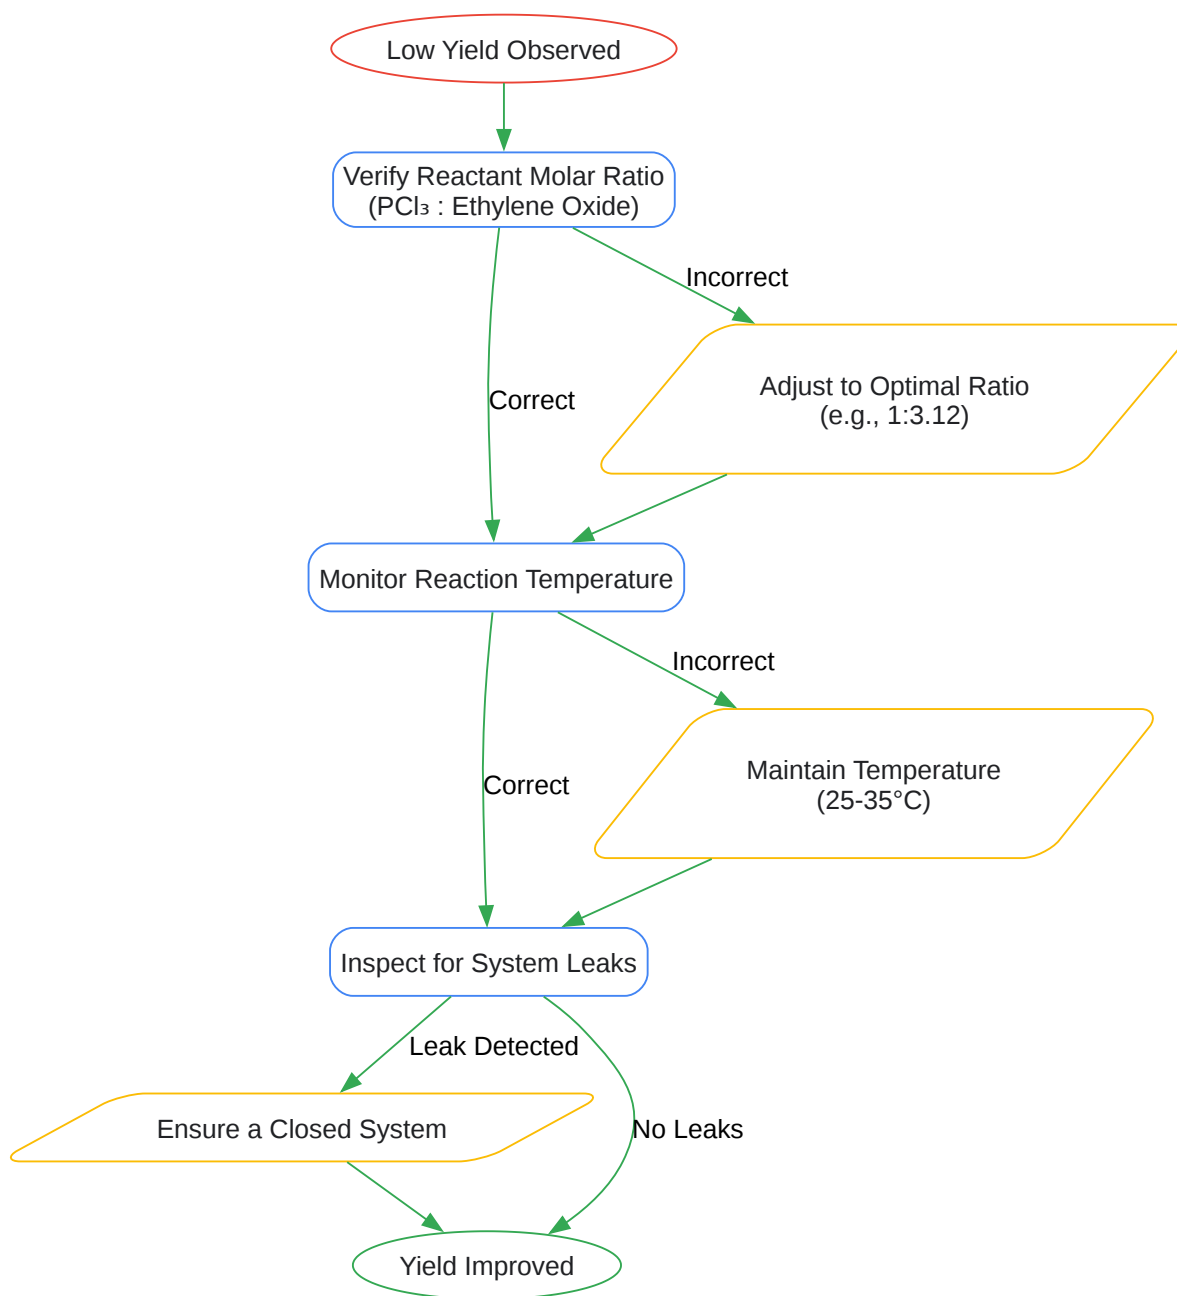 Low Yield Observed
Verify Reactant Molar Ratio
(PCl₃ : Ethylene Oxide)
Incorrect
Adjust to Optimal Ratio
(e.g., 1:3.12)
Correct
Monitor Reaction Temperature
Incorrect
Maintain Temperature
(25-35°C)
Correct
Inspect for System Leaks
Leak Detected
Ensure a Closed System
No Leaks
Yield Improved